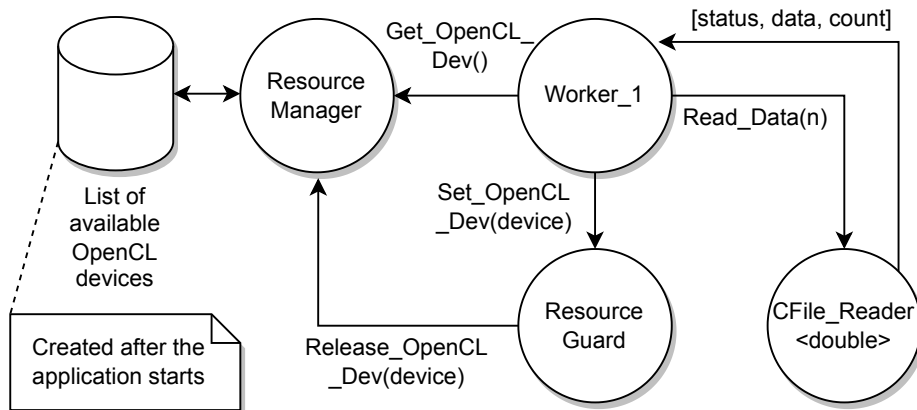 [status, data, count]
Get_OpenCL_
Dev()
Resource
Manager
Worker_1
Read_Data(n)
List of
available
OpenCL
devices
Set_OpenCL
_Dev(device)
Resource
Guard
CFile_Reader
<double>
Created after the
application starts
Release_OpenCL
_Dev(device)